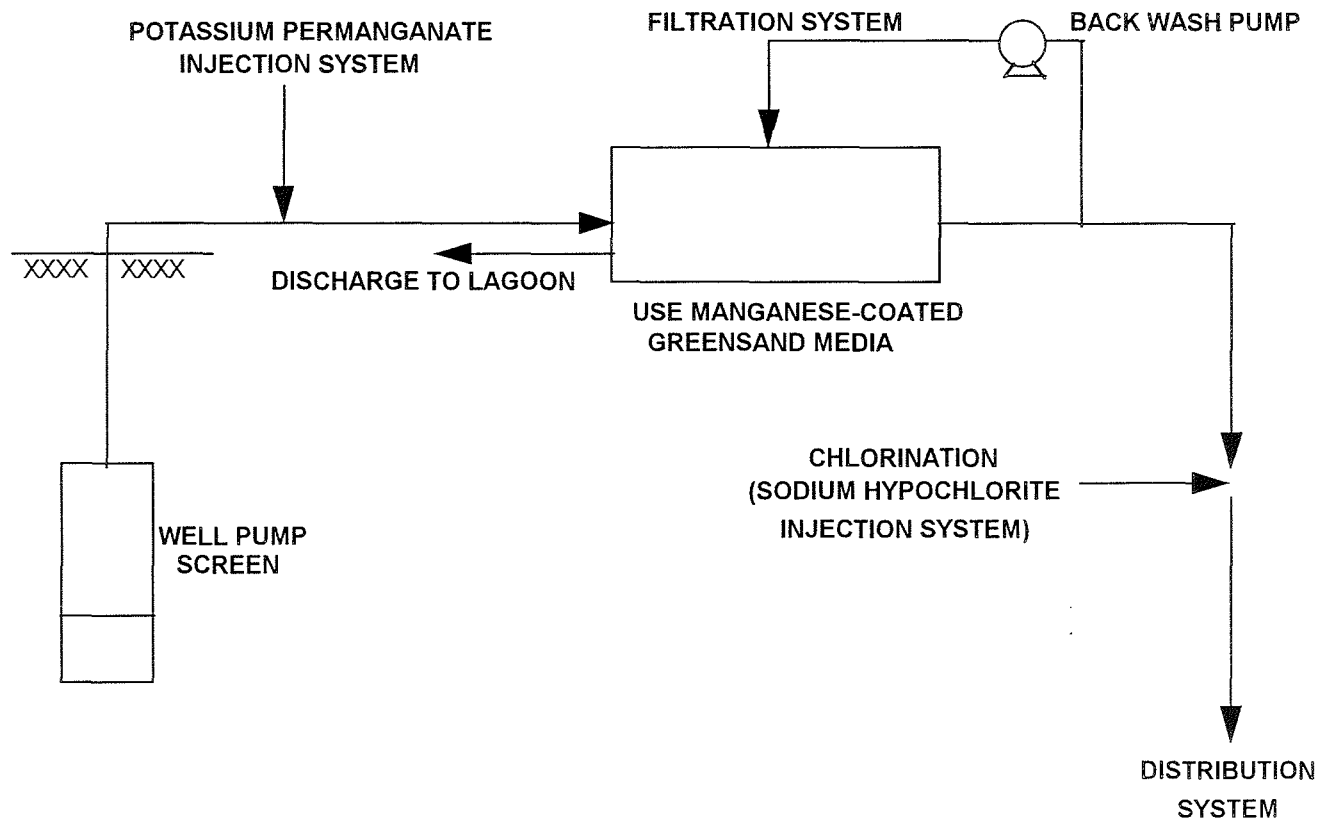 POTASSIUM PERMANGANATE
INJECTION SYSTEM
FILTRATION SYSTEM
BACK WASH PUMP
XXXX XXXX
DISCHARGE TO LAGOON
USE MANGANESE-COATED
GREENSAND MEDIA
WELL PUMP
SCREEN
CHLORINATION
(SODIUM HYPOCHLORITE
INJECTION SYSTEM)
DISTRIBUTION
SYSTEM